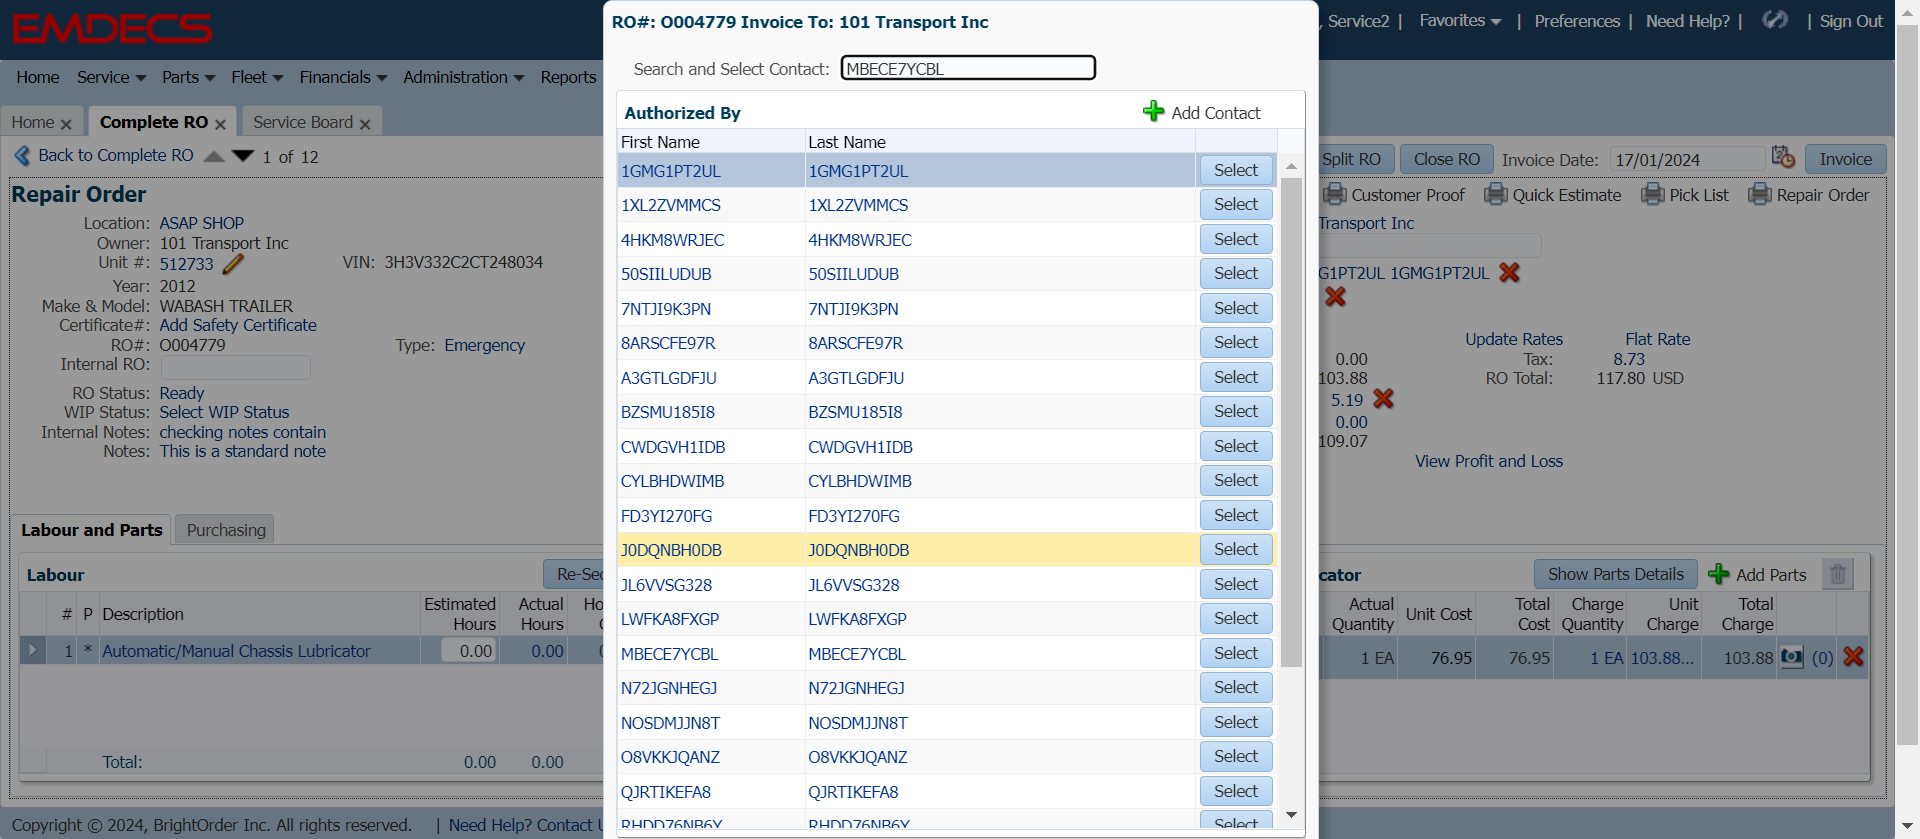 EMDECS
RO#: O004779 Invoice To: 101 Transport Inc
, Service2 | Favorites | Preferences | Need Help? | | Sign Out
Search and Select Contact: MBECE7YCBL
Home Service Parts Fleet Financials Administration Reports
Home Complete RO Service Board
Authorized By Add Contact
First Name Last Name
1GMG1PT2UL 1GMG1PT2UL Select
1XL2ZVMMCS 1XL2ZVMMCS Select
4HKM8WRJEC 4HKM8WRJEC Select
50SIILUDUB 50SIILUDUB Select
7NTJI9K3PN 7NTJI9K3PN Select
8ARSCFE97R 8ARSCFE97R Select
A3GTLGDFJU A3GTLGDFJU Select
BZSMU185I8 BZSMU185I8 Select
CWDGVH1IDB CWDGVH1IDB Select
CYLBHDWIMB CYLBHDWIMB Select
FD3YI270FG FD3YI270FG Select
J0DQNBH0DB J0DQNBH0DB Select
JL6VVSG328 JL6VVSG328 Select
LWFKA8FXGP LWFKA8FXGP Select
MBECE7YCBL MBECE7YCBL Select
N72JGNHEGJ N72JGNHEGJ Select
NOSDMJJN8T NOSDMJJN8T Select
O8VKKJQANZ O8VKKJQANZ Select
QJRTIKEFA8 QJRTIKEFA8 Select
RHDD76NB6Y RHDD76NB6Y Select
Back to Complete RO 1 of 12
Split RO Close RO Invoice Date: 17/01/2024 Invoice
Repair Order
Customer Proof Quick Estimate Pick List Repair Order
Location: ASAP SHOP
Owner: 101 Transport Inc
Unit #: 512733 VIN: 3H3V332C2CT248034
Year: 2012
Make & Model: WABASH TRAILER
Certificate#: Add Safety Certificate
RO#: O004779 Type: Emergency
Internal RO:
RO Status: Ready
WIP Status: Select WIP Status
Internal Notes: checking notes contain
Notes: This is a standard note
Transport Inc
G1PT2UL 1GMG1PT2UL
Update Rates Flat Rate
0.00 Tax: 8.73
103.88 RO Total: 117.80 USD
5.19
0.00
109.07
View Profit and Loss
Labour and Parts Purchasing
Labour Re-Sec
# P Description Estimated Hours Actual Hours Ho
1 * Automatic/Manual Chassis Lubricator 0.00 0.00
Total: 0.00 0.00
cator Show Parts Details Add Parts
Actual Quantity Unit Cost Total Cost Charge Quantity Unit Charge Total Charge
1 EA 76.95 76.95 1 EA 103.88... 103.88 (0)
Copyright © 2024, BrightOrder Inc. All rights reserved. | Need Help? Contact U